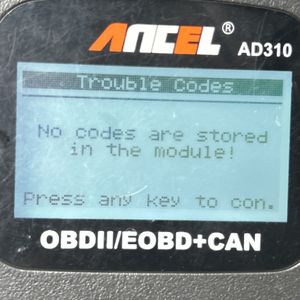 ANCEL®
AD310
Trouble Codes
No codes are stored
in the module!
Press any key to con.
OBDII/EOBD+CAN